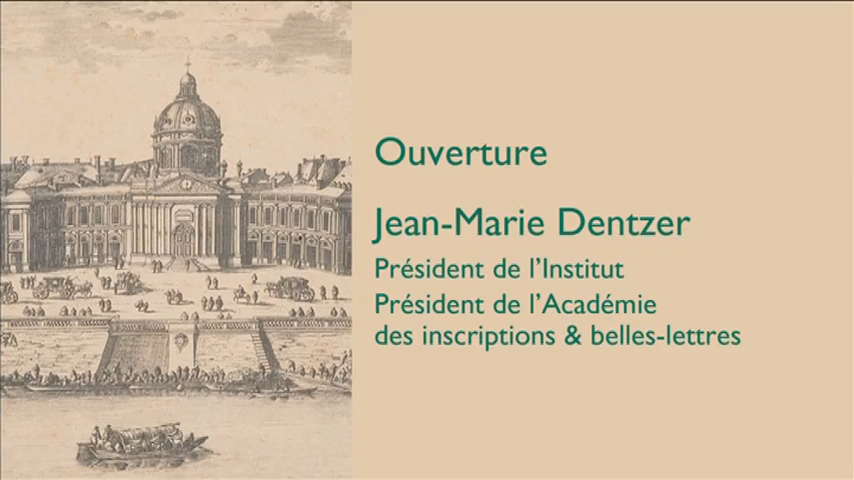 Ouverture
Jean-Marie Dentzer
Président de l’Institut
Président de l’Académie
des inscriptions & belles-lettres